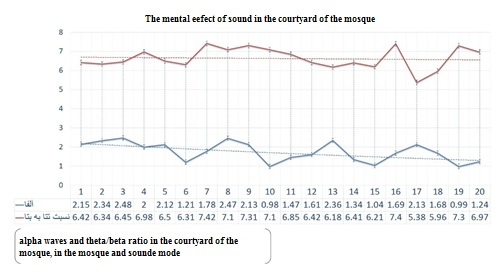 The mental eefect of sound in the courtyard of the mosque
8
7
6
5
4
3
2
1
0
1 2 3 4 5 6 7 8 9 10 11 12 13 14 15 16 17 18 19 20
آلفا 2.15 2.34 2.48 2 2.12 1.21 1.78 2.47 2.13 0.98 1.47 1.61 2.36 1.34 1.04 1.69 2.13 1.68 0.99 1.24
نسبت تتا به بتا 6.42 6.34 6.45 6.98 6.5 6.31 7.42 7.1 7.31 7.1 6.85 6.42 6.18 6.41 6.21 7.4 5.38 5.96 7.3 6.97
alpha waves and theta/beta ratio in the courtyard of the
mosque, in the mosque and sounde mode